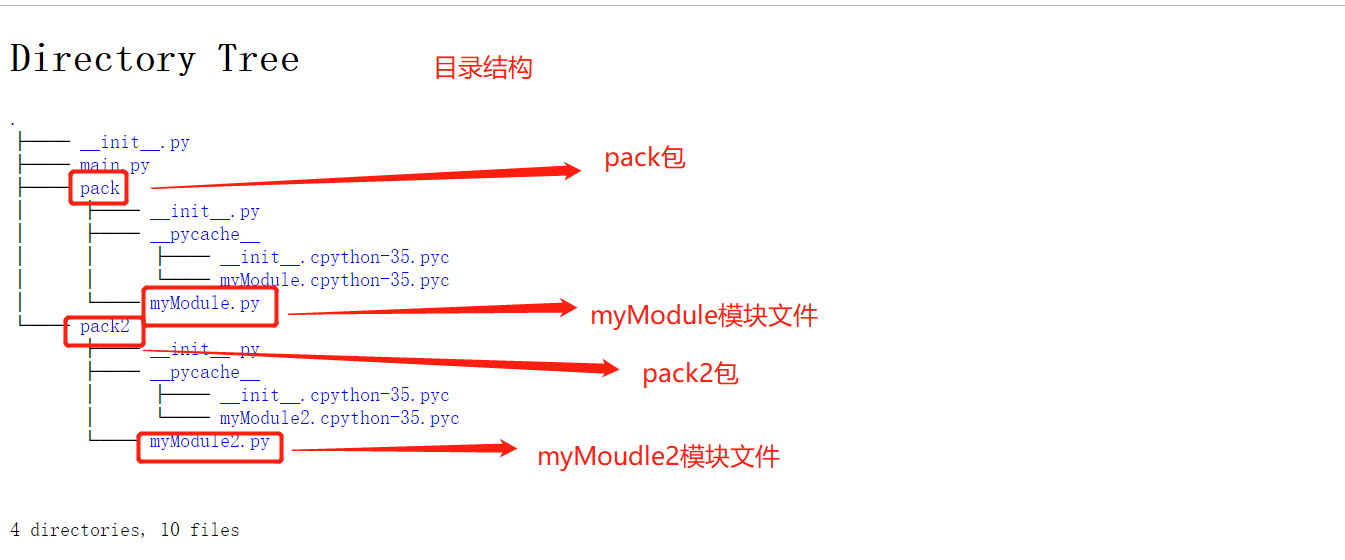 Directory Tree
目录结构
.
├── __init__.py
├── main.py
pack包
├── pack
│   ├── __init__.py
│   ├── __pycache__
│   │   ├── __init__.cpython-35.pyc
│   │   └── myModule.cpython-35.pyc
│   └── myModule.py
myModule模块文件
└── pack2
    ├── __init__.py
    ├── __pycache__
pack2包
    │   ├── __init__.cpython-35.pyc
    │   └── myModule2.cpython-35.pyc
    └── myModule2.py
myMoudle2模块文件
4 directories, 10 files